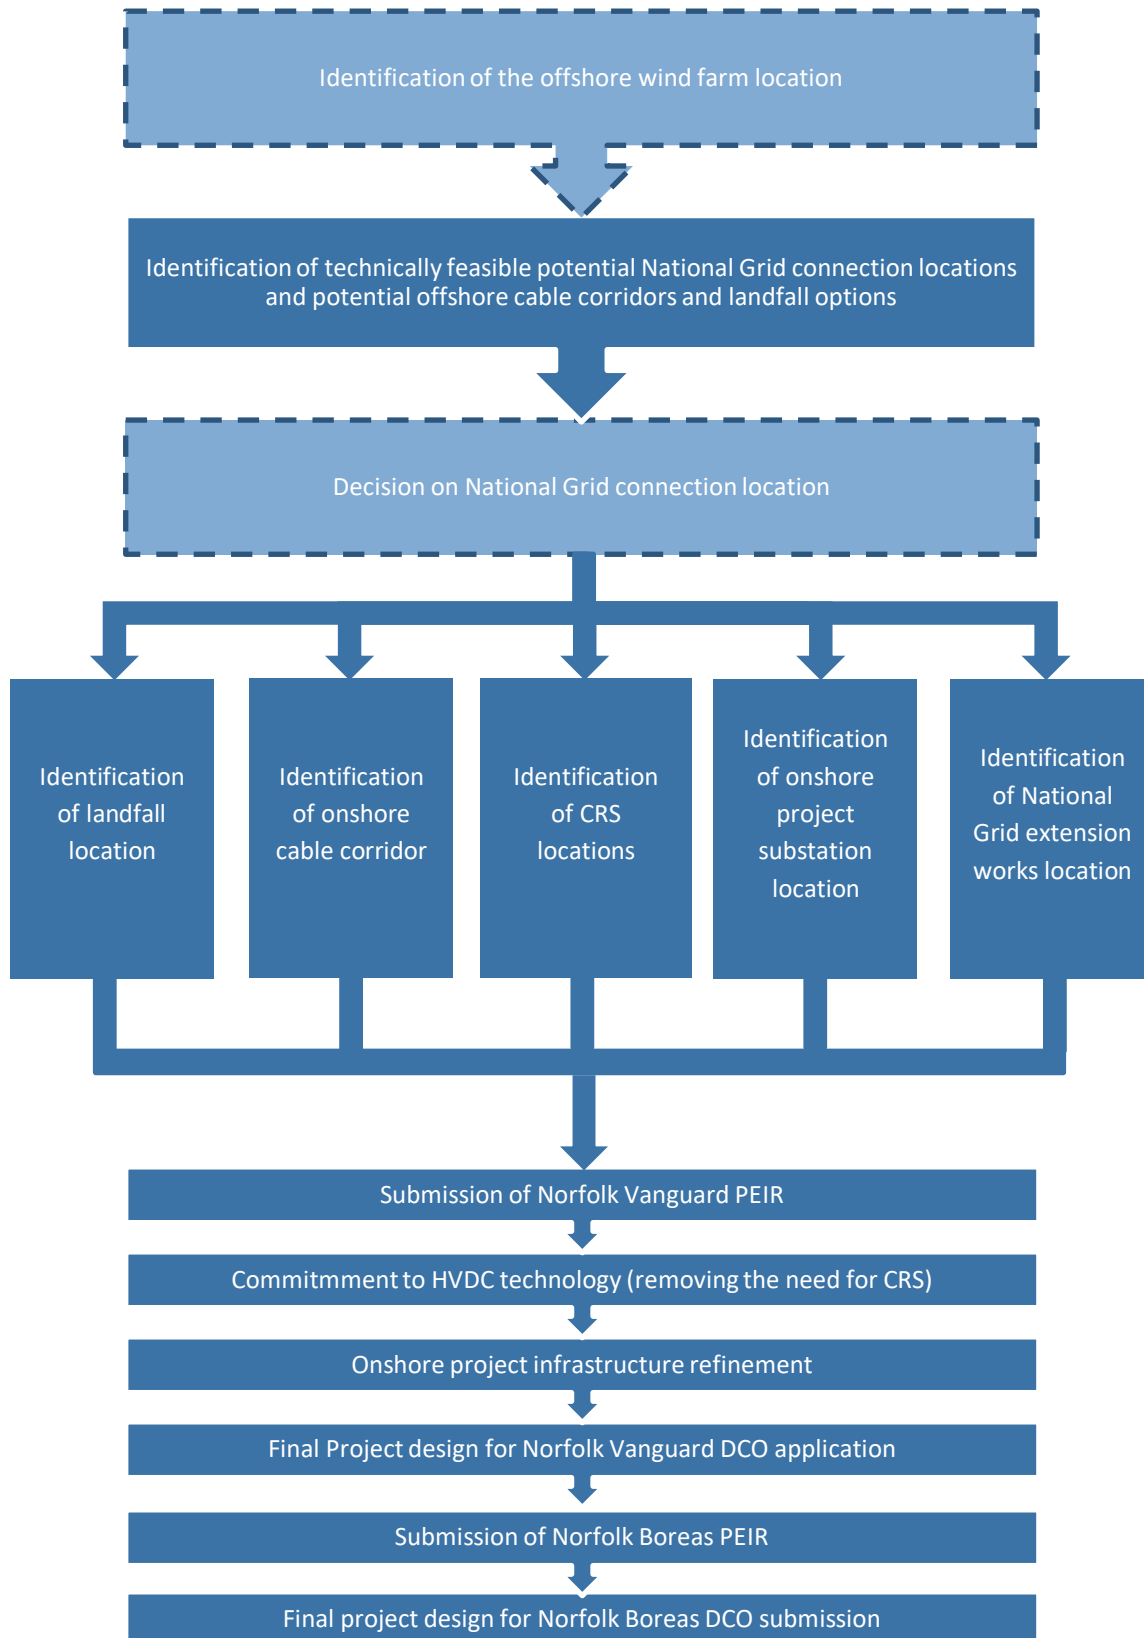 Identification of the offshore wind farm location
Identification of technically feasible potential National Grid connection locations
and potential offshore cable corridors and landfall options
Decision on National Grid connection location
Identification
of landfall
location
Identification
of onshore
cable corridor
Identification
of CRS
locations
Identification
of onshore
project
substation
location
Identification
of National
Grid extension
works location
Submission of Norfolk Vanguard PEIR
Commitmment to HVDC technology (removing the need for CRS)
Onshore project infrastructure refinement
Final Project design for Norfolk Vanguard DCO application
Submission of Norfolk Boreas PEIR
Final project design for Norfolk Boreas DCO submission